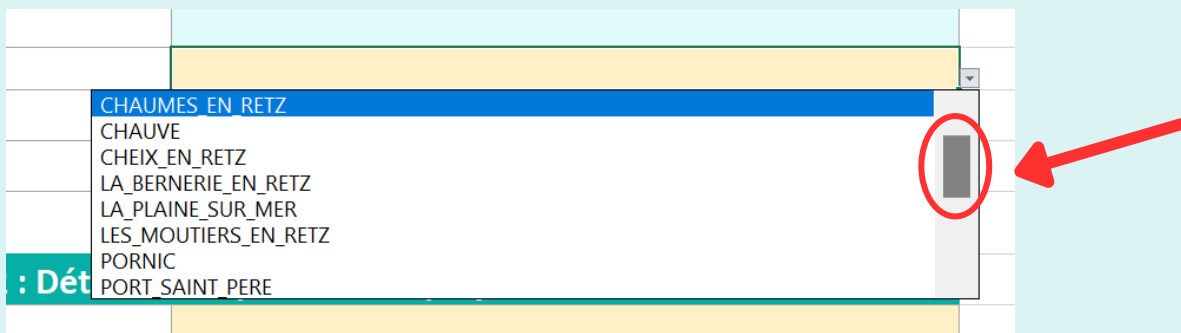 CHAUMES_EN_RETZ
CHAUVE
CHEIX_EN_RETZ
LA_BERNERIE_EN_RETZ
LA_PLAINE_SUR_MER
LES_MOUTIERS_EN_RETZ
PORNIC
PORT_SAINT_PERE
: Dét